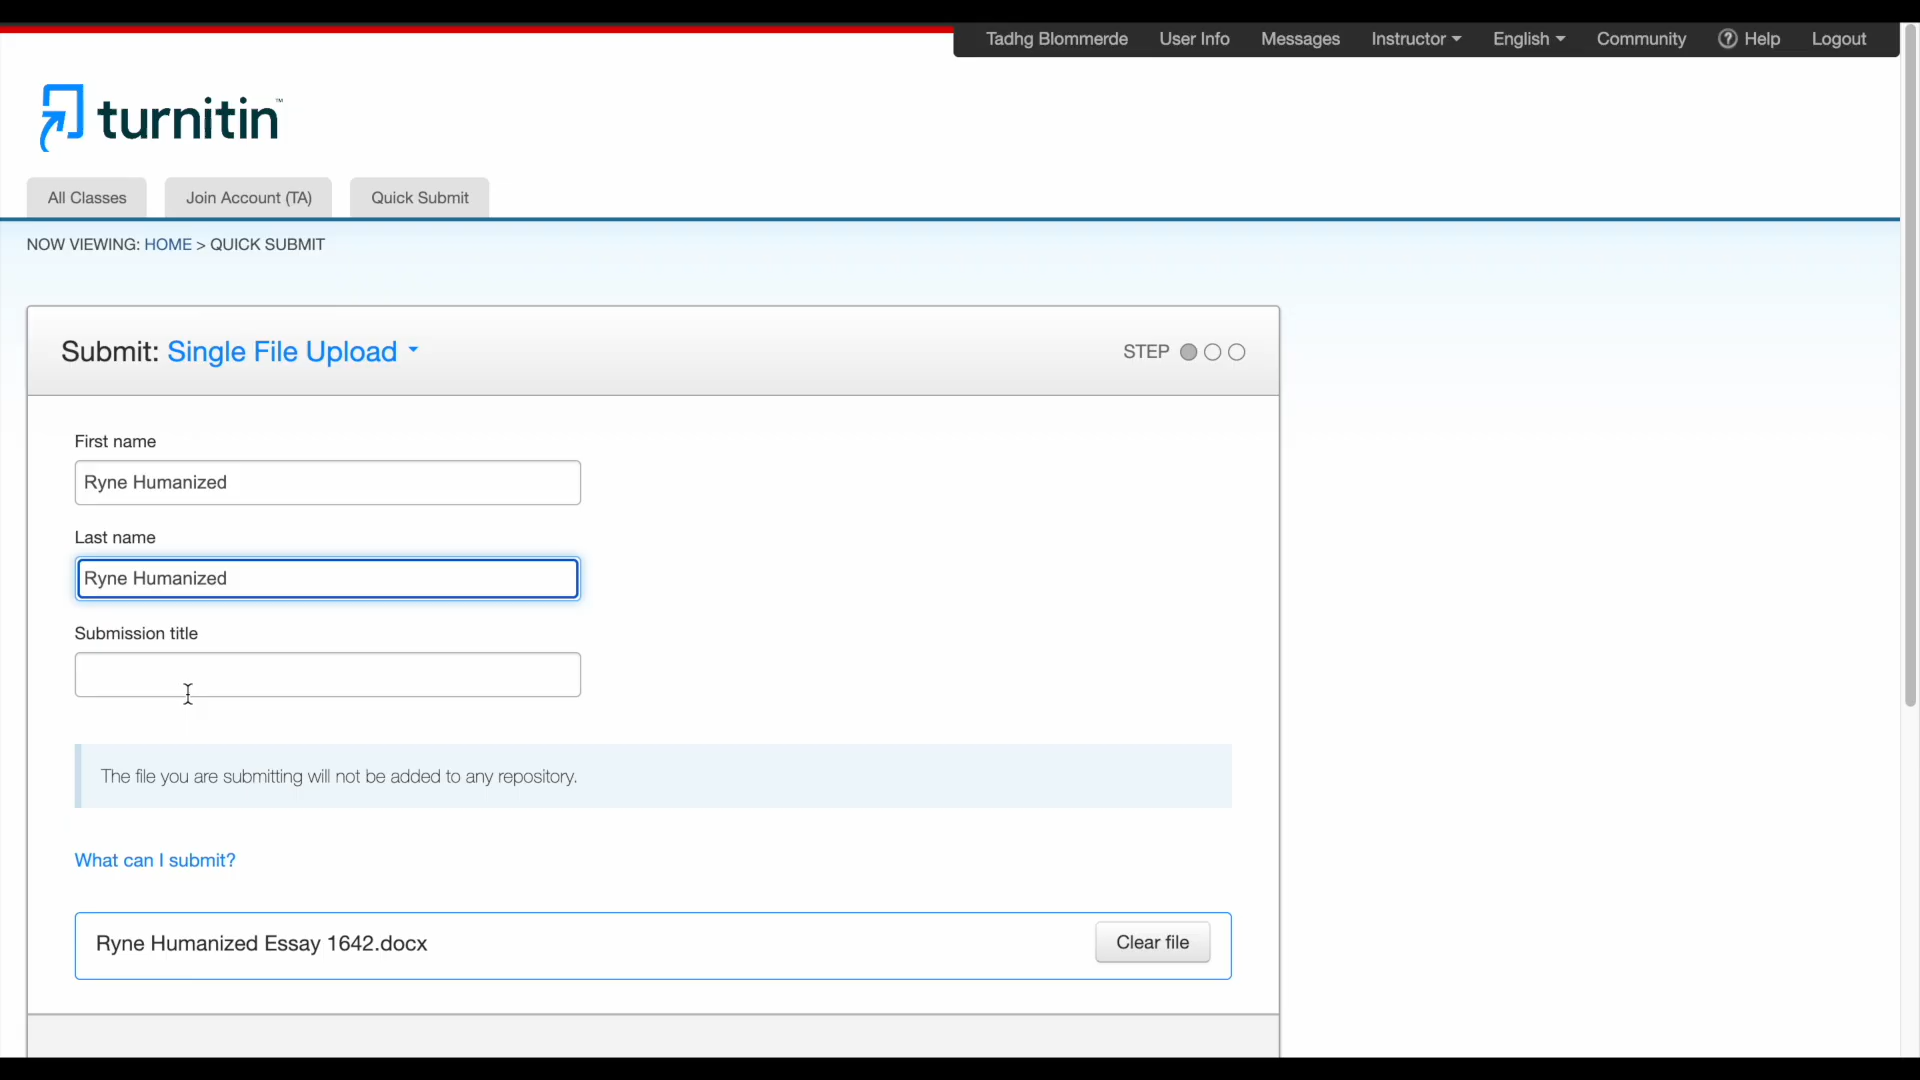 Tadhg Blommerde User Info Messages Instructor English Community ? Help Logout
turnitin™
All Classes Join Account (TA) Quick Submit
NOW VIEWING: HOME > QUICK SUBMIT
Submit: Single File Upload STEP
First name
Ryne Humanized
Last name
Ryne Humanized
Submission title
The file you are submitting will not be added to any repository.
What can I submit?
Ryne Humanized Essay 1642.docx Clear file